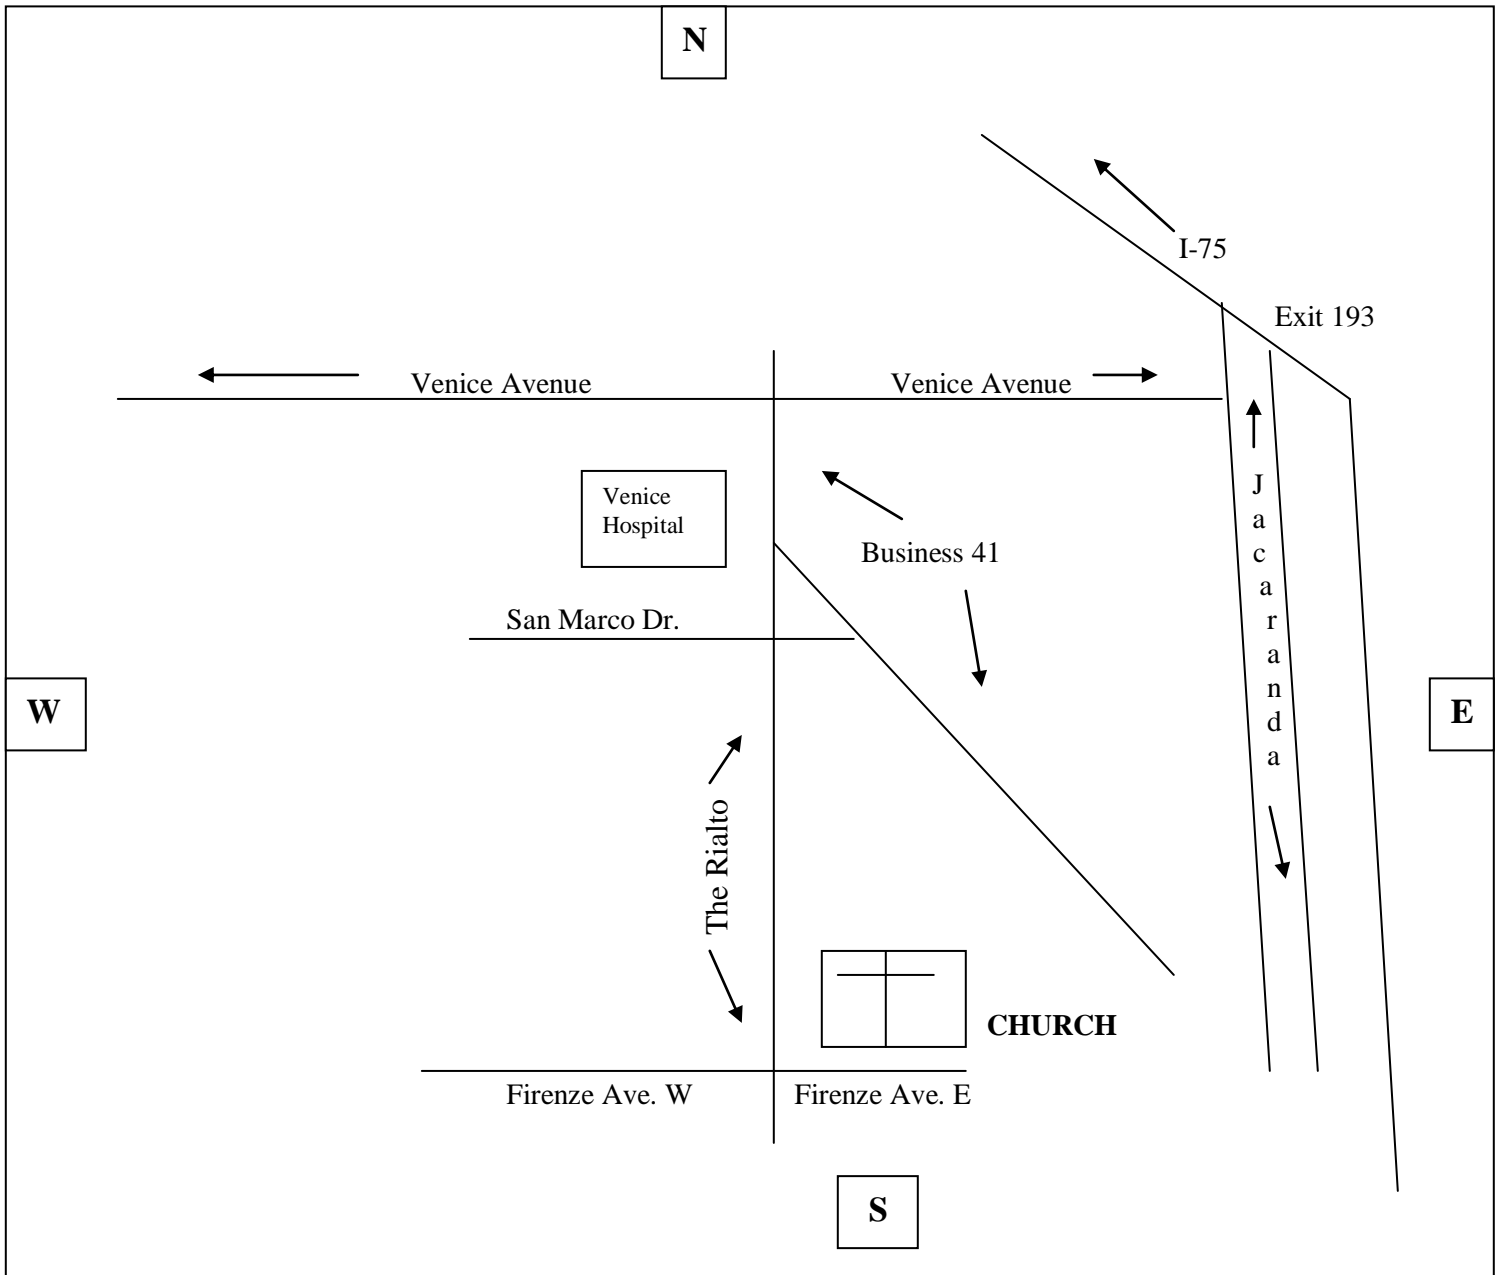 N
I-75
Exit 193
Venice Avenue
Venice Avenue
Venice
Hospital
Business 41
Jacaranda
San Marco Dr.
W
E
The Rialto
CHURCH
Firenze Ave. W
Firenze Ave. E
S